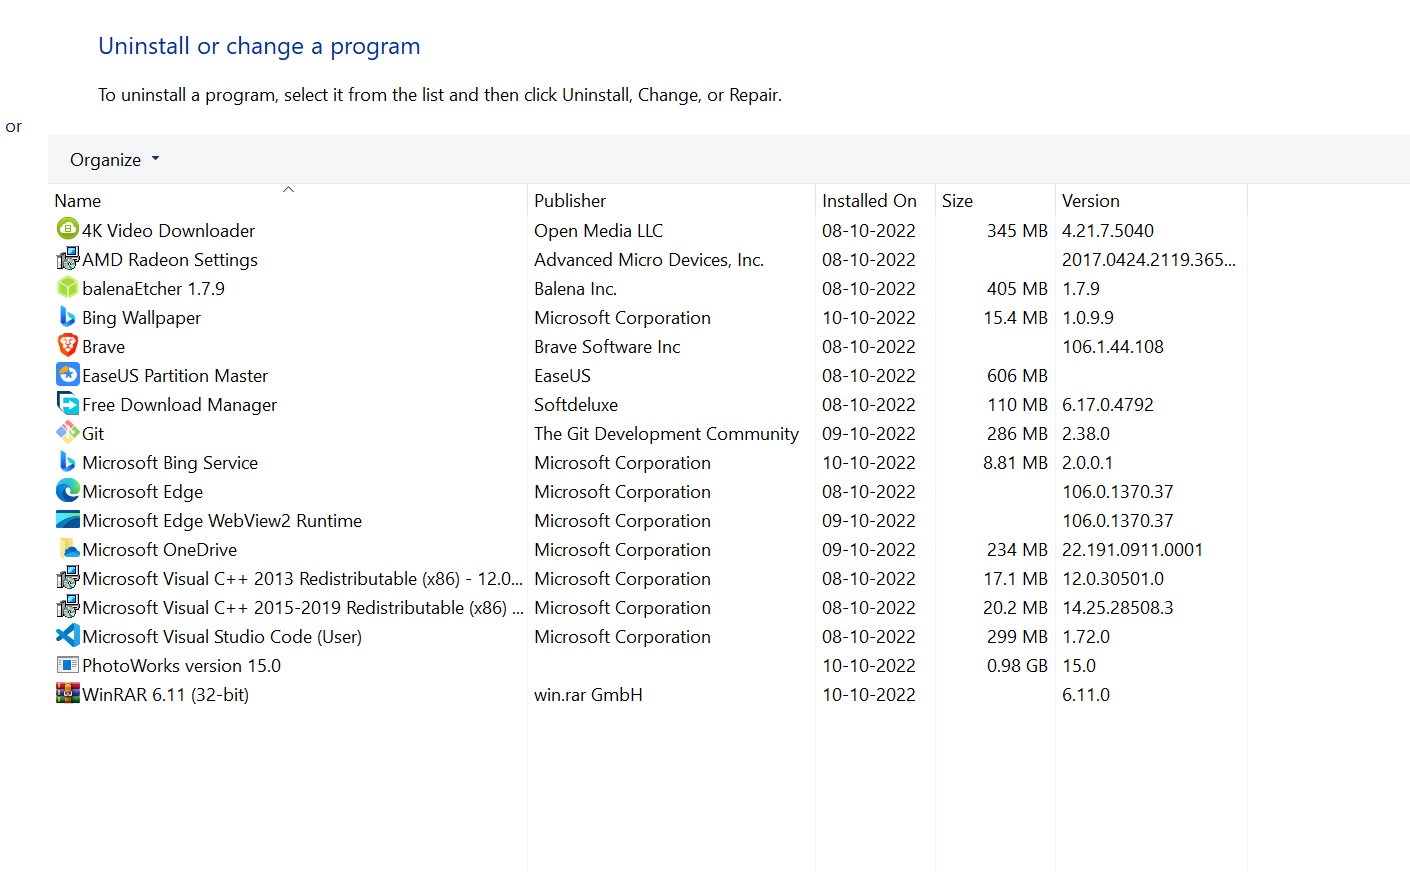 Uninstall or change a program
To uninstall a program, select it from the list and then click Uninstall, Change, or Repair.
or
Organize
Name Publisher Installed On Size Version
4K Video Downloader Open Media LLC 08-10-2022 345 MB 4.21.7.5040
AMD Radeon Settings Advanced Micro Devices, Inc. 08-10-2022 2017.0424.2119.365...
balenaEtcher 1.7.9 Balena Inc. 08-10-2022 405 MB 1.7.9
Bing Wallpaper Microsoft Corporation 10-10-2022 15.4 MB 1.0.9.9
Brave Brave Software Inc 08-10-2022 106.1.44.108
EaseUS Partition Master EaseUS 08-10-2022 606 MB
Free Download Manager Softdeluxe 08-10-2022 110 MB 6.17.0.4792
Git The Git Development Community 09-10-2022 286 MB 2.38.0
Microsoft Bing Service Microsoft Corporation 10-10-2022 8.81 MB 2.0.0.1
Microsoft Edge Microsoft Corporation 08-10-2022 106.0.1370.37
Microsoft Edge WebView2 Runtime Microsoft Corporation 09-10-2022 106.0.1370.37
Microsoft OneDrive Microsoft Corporation 09-10-2022 234 MB 22.191.0911.0001
Microsoft Visual C++ 2013 Redistributable (x86) - 12.0... Microsoft Corporation 08-10-2022 17.1 MB 12.0.30501.0
Microsoft Visual C++ 2015-2019 Redistributable (x86) ... Microsoft Corporation 08-10-2022 20.2 MB 14.25.28508.3
Microsoft Visual Studio Code (User) Microsoft Corporation 08-10-2022 299 MB 1.72.0
PhotoWorks version 15.0 10-10-2022 0.98 GB 15.0
WinRAR 6.11 (32-bit) win.rar GmbH 10-10-2022 6.11.0